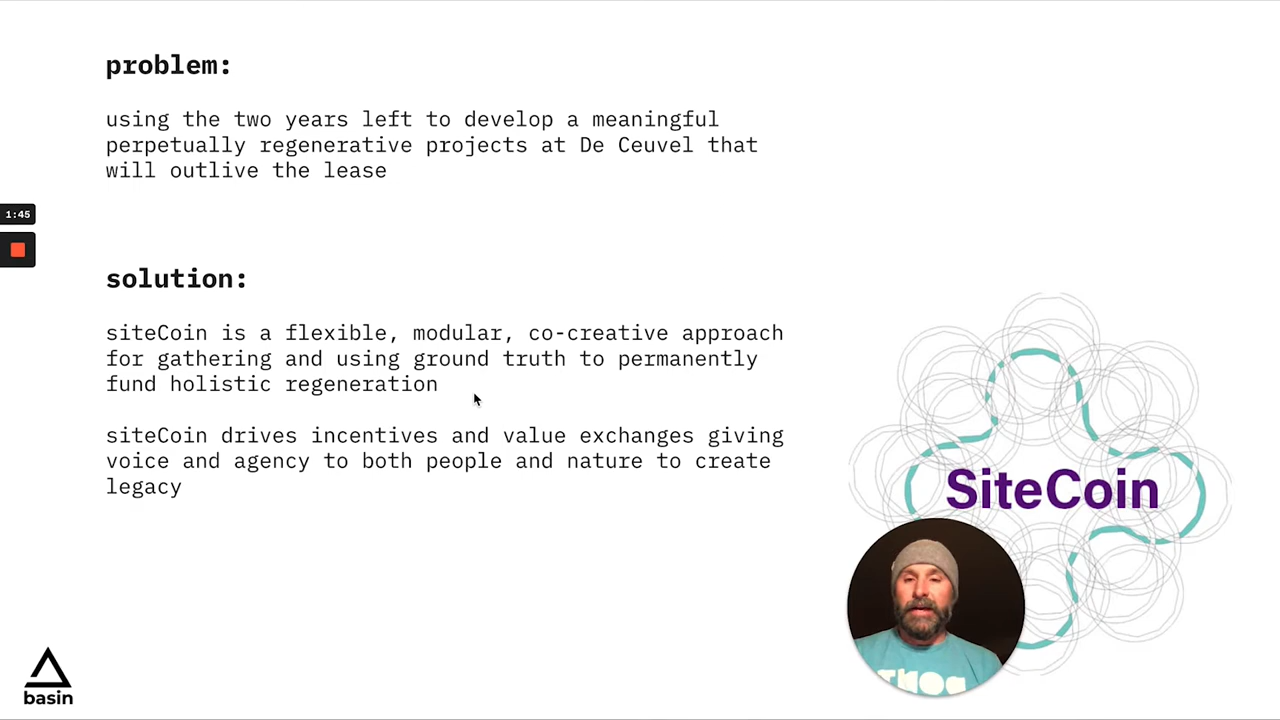 problem:
using the two years left to develop a meaningful
perpetually regenerative projects at De Ceuvel that
will outlive the lease
1:45
solution:
siteCoin is a flexible, modular, co-creative approach
for gathering and using ground truth to permanently
fund holistic regeneration
siteCoin drives incentives and value exchanges giving
voice and agency to both people and nature to create
legacy
SiteCoin
basin